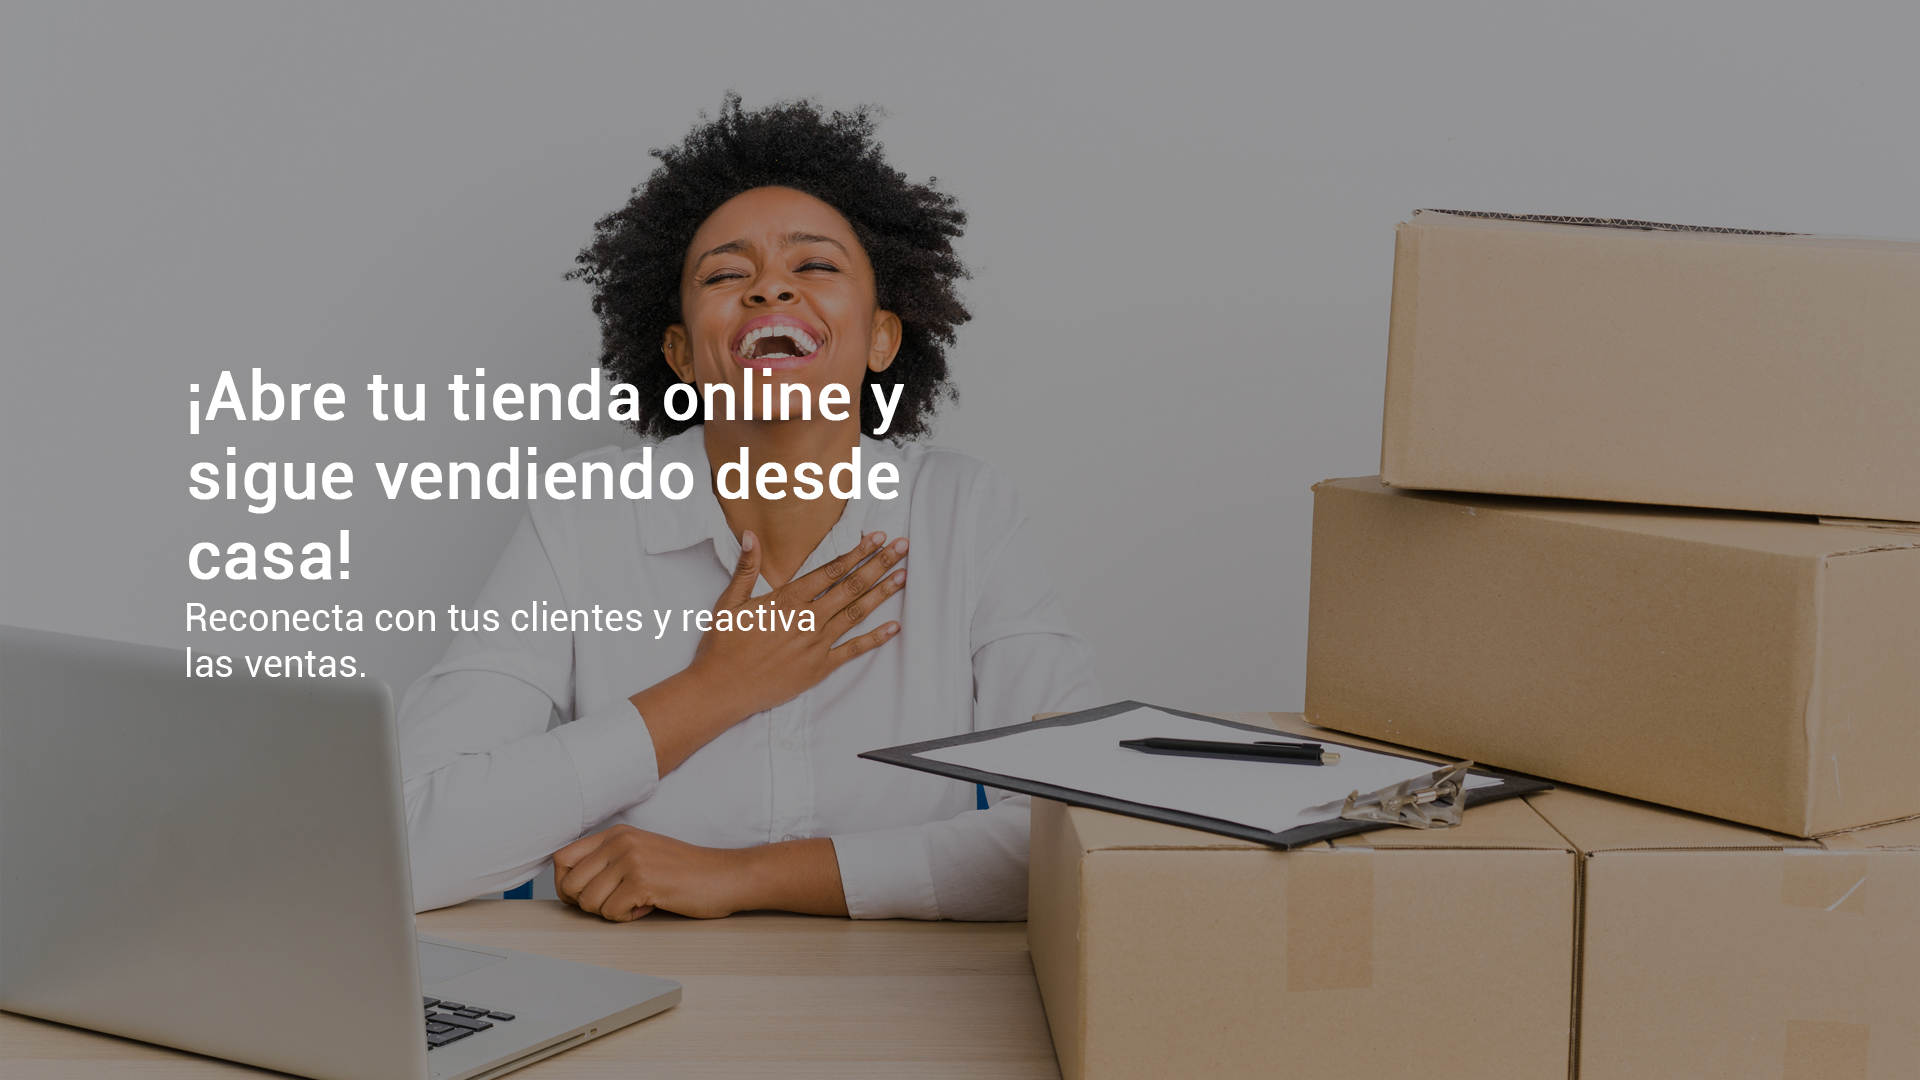 ¡Abre tu tienda online y
sigue vendiendo desde
casa!
Reconecta con tus clientes y reactiva
las ventas.